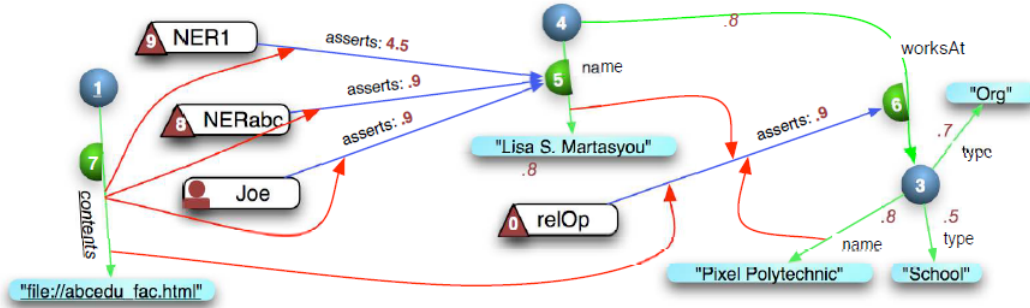 9 NER1
asserts: 4.5
4
.8
worksAt
1
asserts: .9
5
name
8 NERabc
asserts: .9
6
"Org"
asserts: .9
.7
type
7
"Lisa S. Martasyou"
.8
Joe
3
contents
0 relOp
.8
name
.5
type
"file://abcedu_fac.html"
"Pixel Polytechnic"
"School"